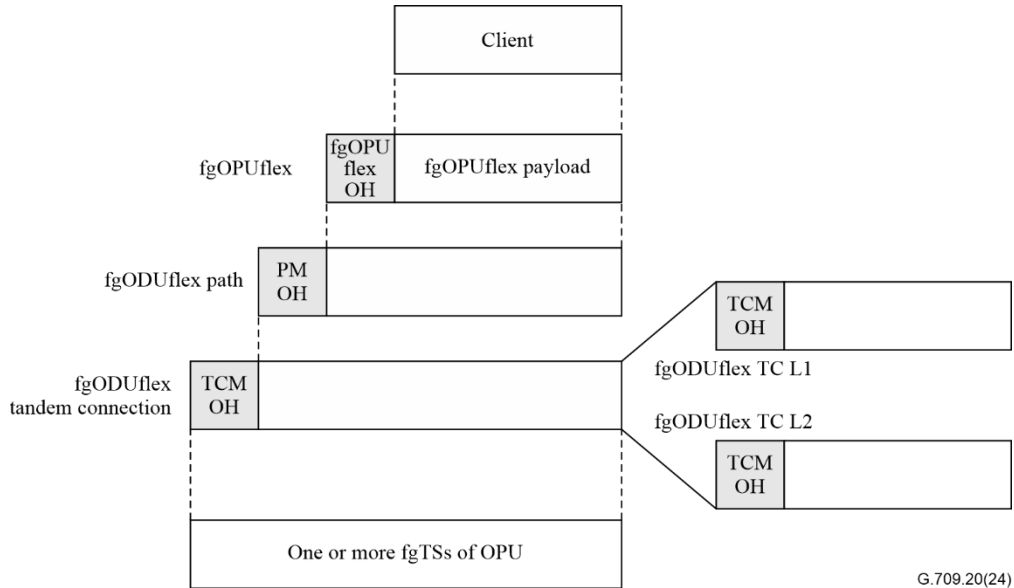 Client
fgOPU
flex
OH
fgOPUflex payload
fgOPUflex
PM
OH
fgODUflex path
TCM
OH
fgODUflex
tandem connection
TCM
OH
fgODUflex TC L1
fgODUflex TC L2
TCM
OH
One or more fgTSs of OPU
G.709.20(24)